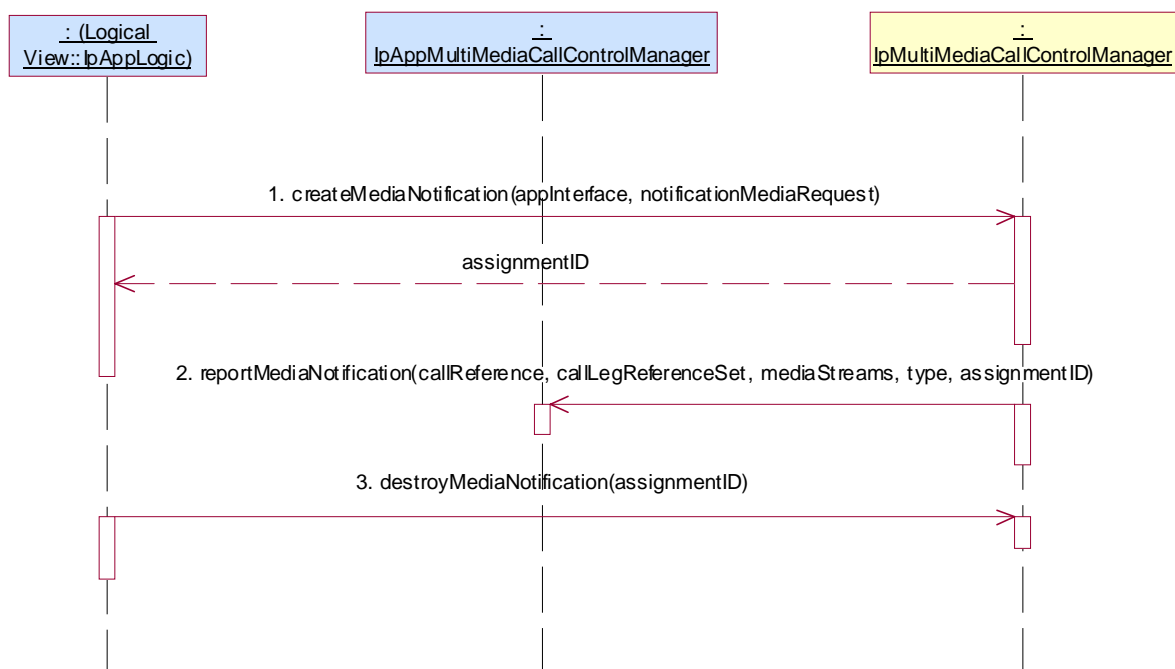 : (Logical
View::IpAppLogic)
:
IpAppMultiMediaCallControlManager
:
IpMultiMediaCallControlManager
1. createMediaNotification(appInterface, notificationMediaRequest)
assignmentID
2. reportMediaNotification(callReference, callLegReferenceSet, mediaStreams, type, assignmentID)
3. destroyMediaNotification(assignmentID)